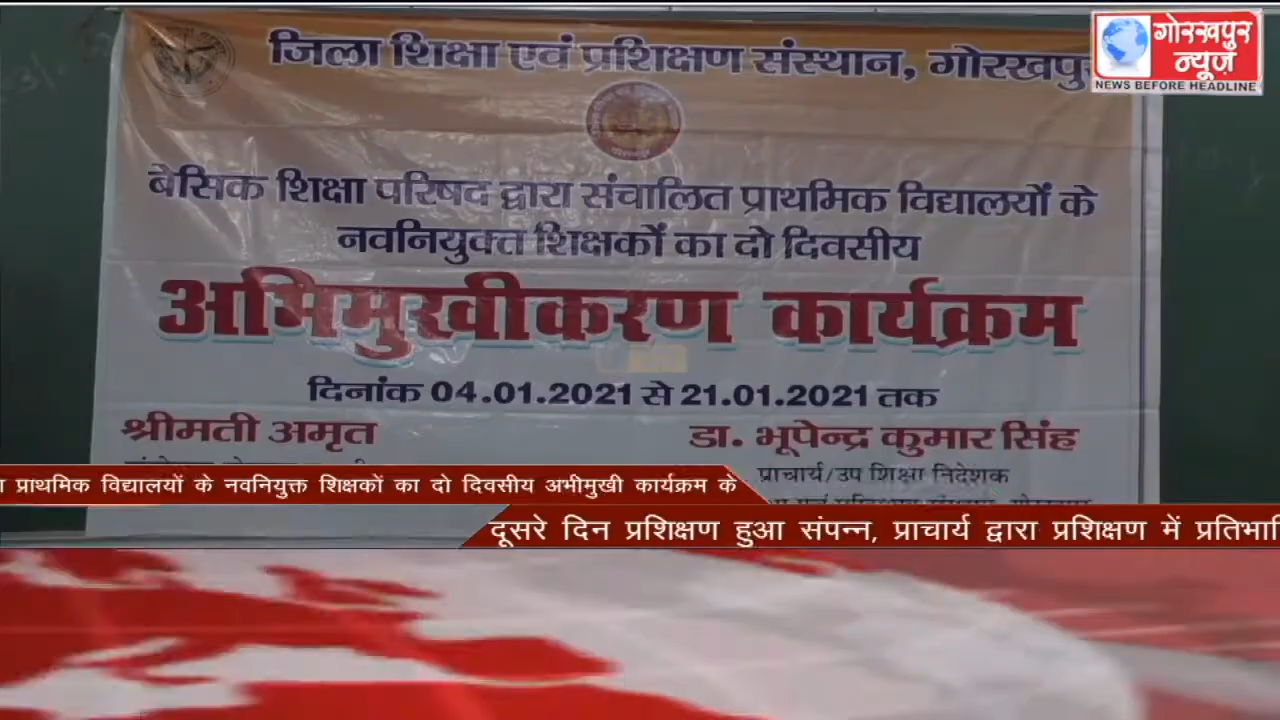 जिला शिक्षा एवं प्रशिक्षण संस्थान, गोरखपु
गोरखपुर
न्यूज़
NEWS BEFORE HEADLINE
बेसिक शिक्षा परिषद द्वारा संचालित प्राथमिक विद्यालयों के
नवनियुक्त शिक्षकों का दो दिवसीय
अभिमुखीकरण कार्यक्रम
दिनांक 04.01.2021 से 21.01.2021 तक
श्रीमती अमृत
डा. भूपेन्द्र कुमार सिंह
प्राचार्य/उप शिक्षा निदेशक
प्राथमिक विद्यालयों के नवनियुक्त शिक्षकों का दो दिवसीय अभीमुखी कार्यक्रम के
दूसरे दिन प्रशिक्षण हुआ संपन्न, प्राचार्य द्वारा प्रशिक्षण में प्रतिभा